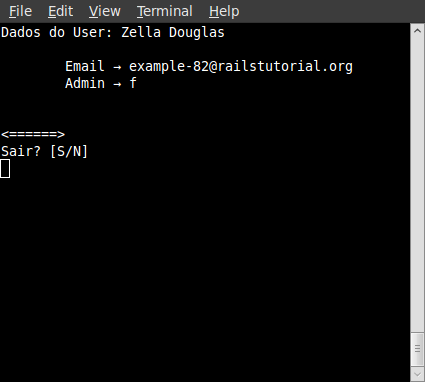 File Edit View Terminal Help
Dados do User: Zella Douglas
Email → example-82@railstutorial.org
Admin → f
<======>
Sair? [S/N]